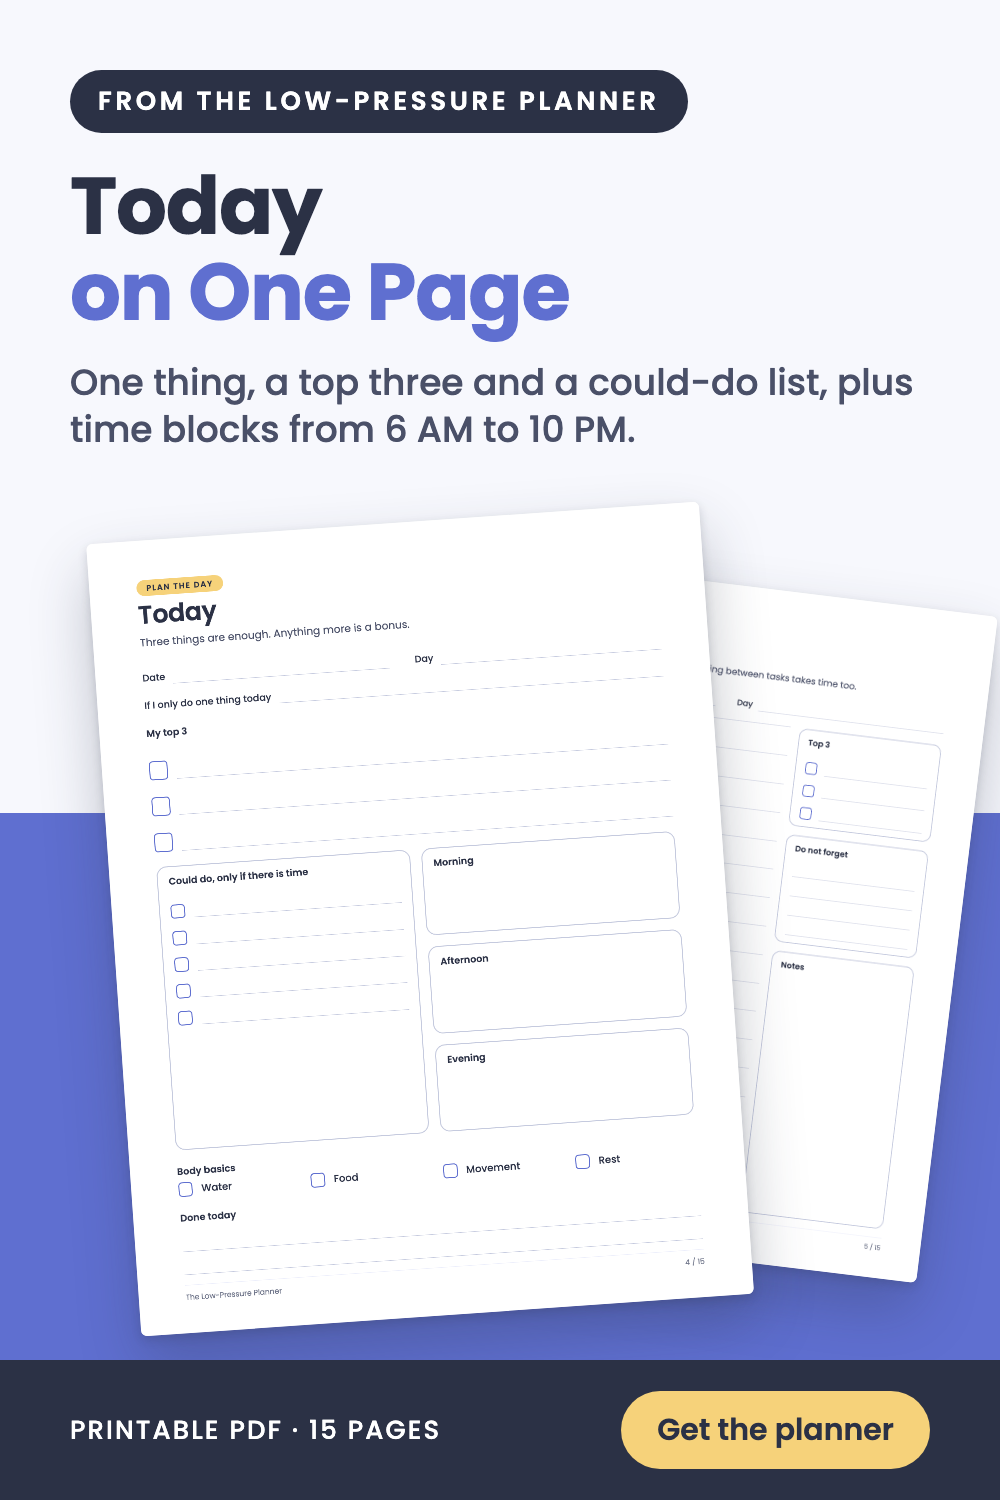 FROM THE LOW-PRESSURE PLANNER
Today
on One Page
One thing, a top three and a could-do list, plus
time blocks from 6 AM to 10 PM.
PLAN THE DAY
Today
Three things are enough. Anything more is a bonus.
Date
Day
If I only do one thing today
My top 3
Could do, only if there is time
Morning
Afternoon
Evening
Body basics
Water
Food
Movement
Rest
Done today
4 / 15
The Low-Pressure Planner
between tasks takes time too.
Day
Top 3
Do not forget
Notes
5 / 15
PRINTABLE PDF · 15 PAGES
Get the planner